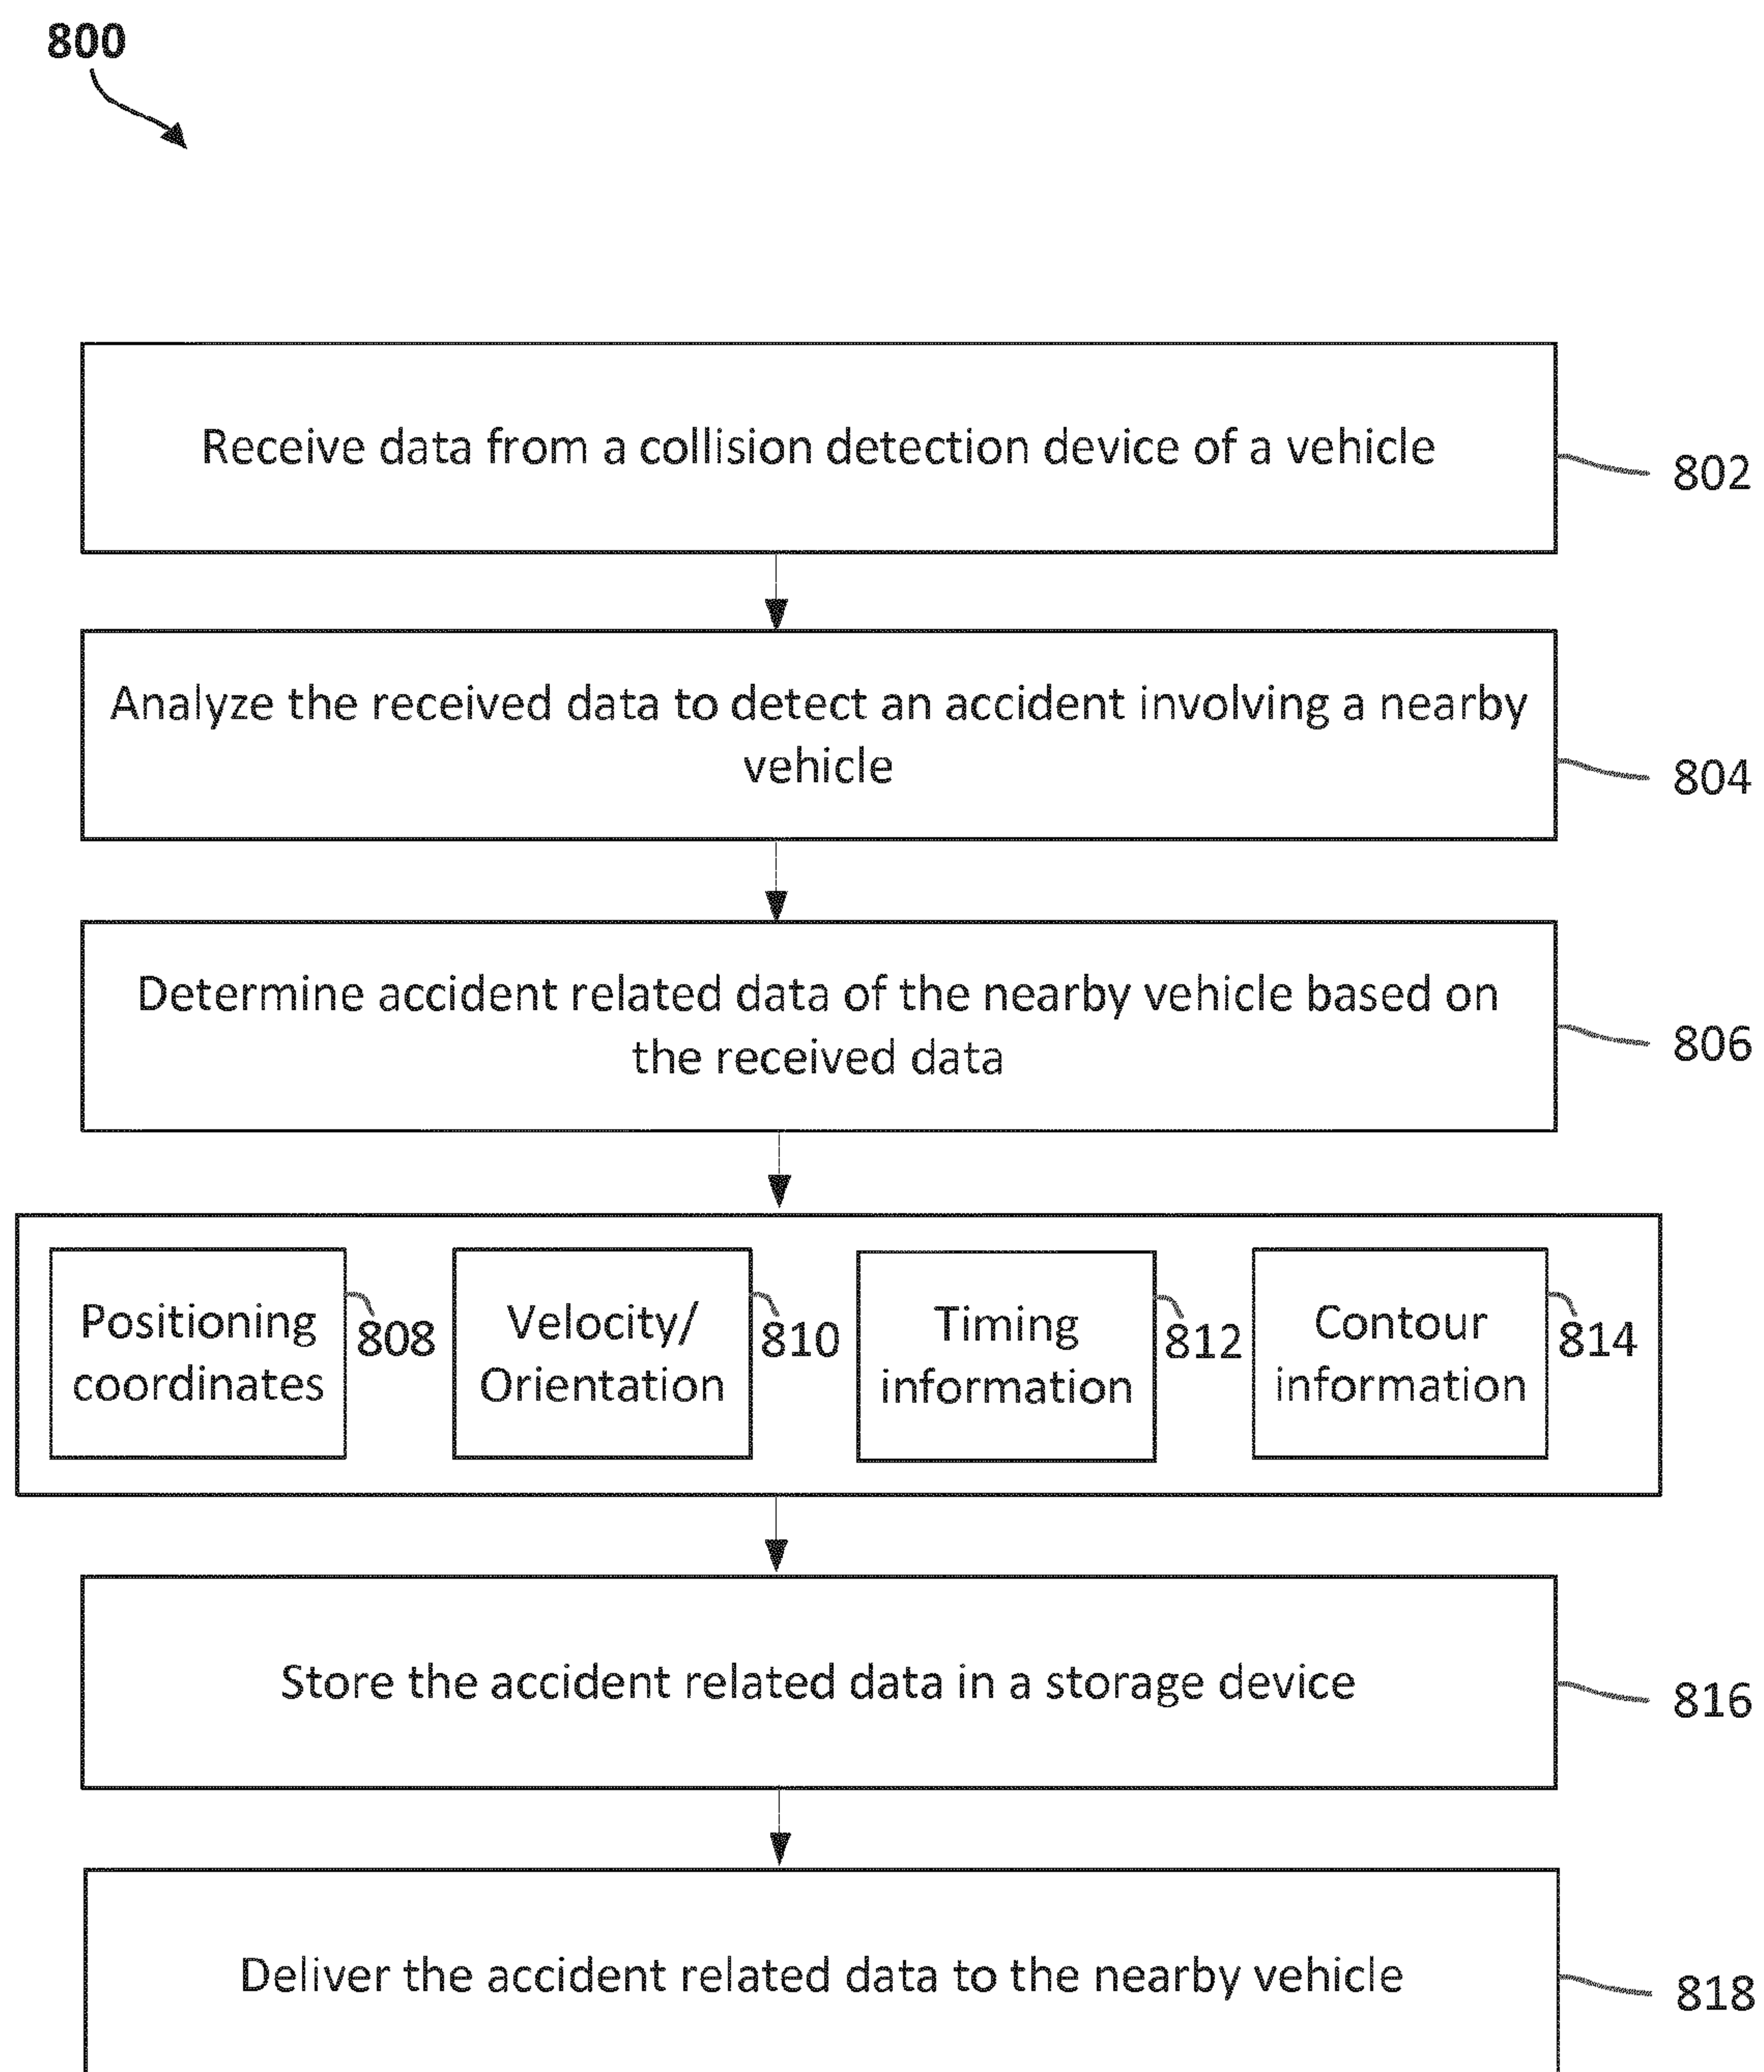 800
Receive data from a collision detection device of a vehicle
802
Analyze the received data to detect an accident involving a nearby
vehicle
804
Determine accident related data of the nearby vehicle based on
the received data
806
Positioning
coordinates
808
Velocity/
Orientation
810
Timing
information
812
Contour
information
814
Store the accident related data in a storage device
816
Deliver the accident related data to the nearby vehicle
818